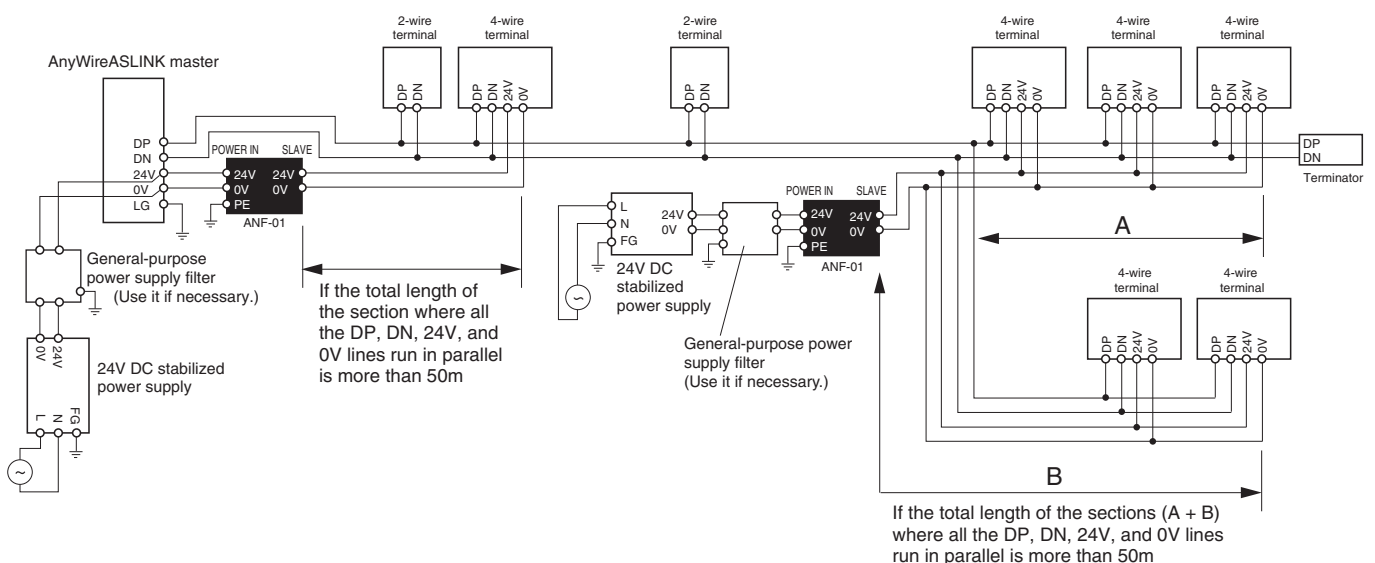 2-wire
terminal
4-wire
terminal
2-wire
terminal
4-wire
terminal
4-wire
terminal
4-wire
terminal
AnyWireASLINK master
DP
DN
DP
DN
24V
0V
DP
DN
DP
DN
24V
0V
DP
DN
24V
0V
DP
DN
24V
0V
DP
DN
24V
0V
LG
POWER IN
SLAVE
24V
0V
PE
24V
0V
ANF-01
DP
DN
Terminator
General-purpose
power supply filter
(Use it if necessary.)
0V
24V
24V DC stabilized
power supply
L
N
FG
~
If the total length of
the section where all
the DP, DN, 24V, and
0V lines run in parallel
is more than 50m
L
N
FG
24V
0V
24V DC
stabilized
power supply
~
General-purpose power
supply filter
(Use it if necessary.)
POWER IN
SLAVE
24V
0V
PE
24V
0V
ANF-01
A
4-wire
terminal
4-wire
terminal
DP
DN
24V
0V
DP
DN
24V
0V
B
If the total length of the sections (A + B)
where all the DP, DN, 24V, and 0V lines
run in parallel is more than 50m